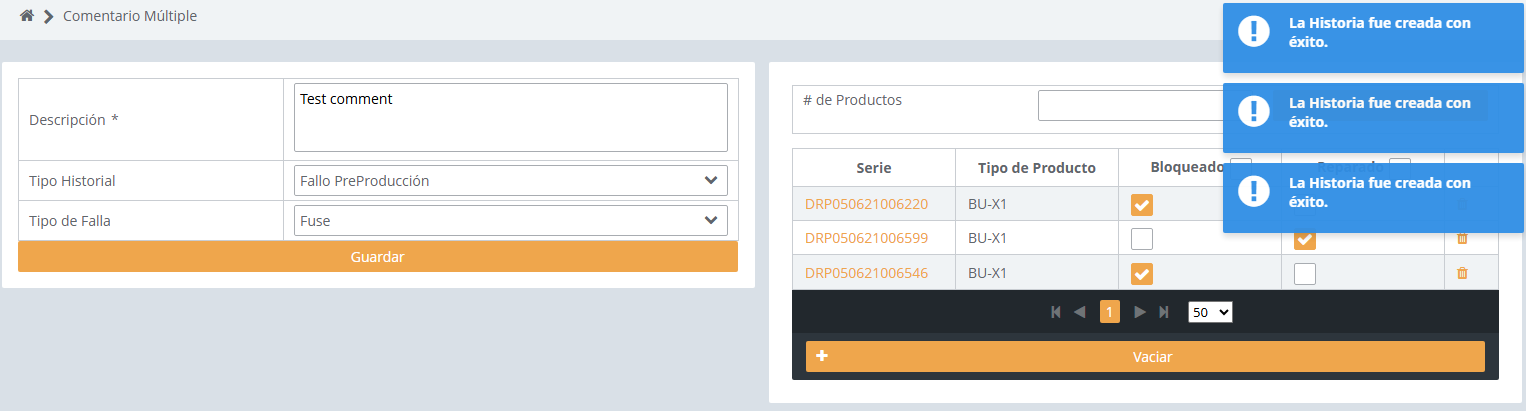 Comentario Múltiple
La Historia fue creada con
éxito.
La Historia fue creada con
éxito.
La Historia fue creada con
éxito.
Descripción *
Test comment
Tipo Historial
Fallo PreProducción
Tipo de Falla
Fuse
Guardar
# de Productos
Serie Tipo de Producto Bloqueado Reparado
DRP050621006220 BU-X1
DRP050621006599 BU-X1
DRP050621006546 BU-X1
1 50
Vaciar